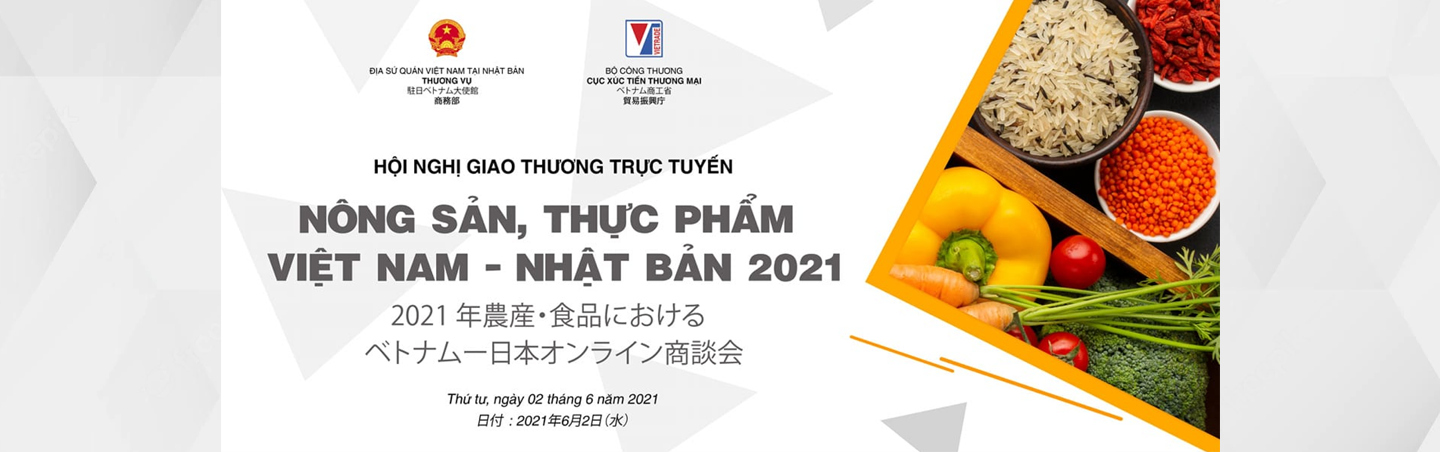 ĐỊA SỨ QUÁN VIỆT NAM TẠI NHẬT BẢN
THƯƠNG VỤ
駐日ベトナム大使館
商務部
VIETRADE
BỘ CÔNG THƯƠNG
CỤC XÚC TIẾN THƯƠNG MẠI
ベトナム商工省
貿易振興庁
HỘI NGHỊ GIAO THƯƠNG TRỰC TUYẾN
NÔNG SẢN, THỰC PHẨM
VIỆT NAM - NHẬT BẢN 2021
2021 年農産・食品における
ベトナムー日本オンライン商談会
Thứ tư, ngày 02 tháng 6 năm 2021
日付 : 2021年6月2日(水)